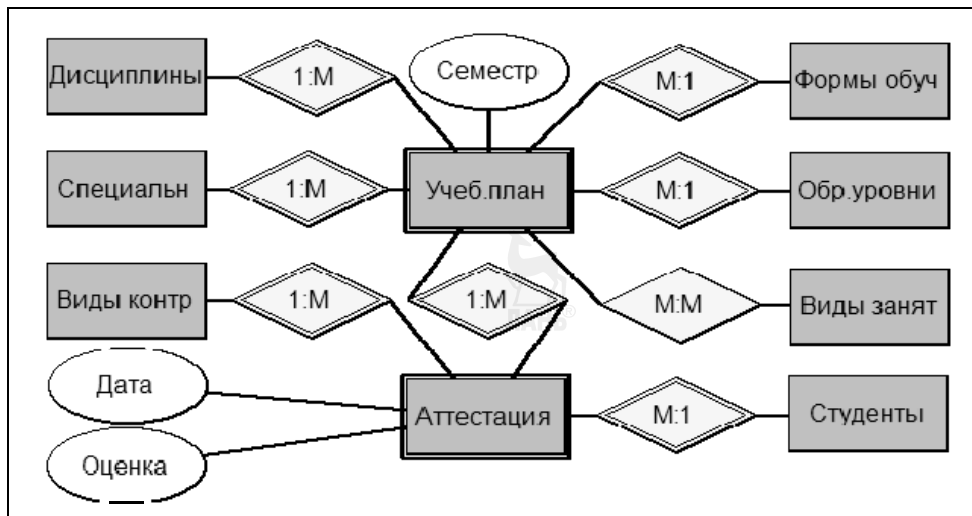 Дисциплины
1:М
Семестр
М:1
Формы обуч
Специальн
1:М
Учеб.план
М:1
Обр.уровни
Виды контр
1:М
1:М
М:М
Виды занят
Дата
Аттестация
М:1
Студенты
Оценка